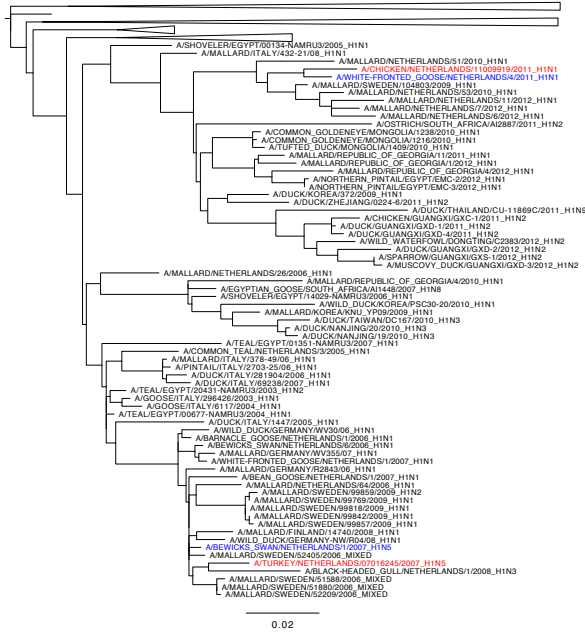 A/SHOVELER/EGYPT/00134-NAMRU3/2005_H1N1
A/MALLARD/ITALY/432-21/08_H1N1
A/MALLARD/NETHERLANDS/51/2010_H1N1
A/CHICKEN/NETHERLANDS/11009919/2011_H1N1
A/WHITE-FRONTED_GOOSE/NETHERLANDS/4/2011_H1N1
A/MALLARD/SWEDEN/104803/2009_H1N1
A/MALLARD/NETHERLANDS/53/2010_H1N1
A/MALLARD/NETHERLANDS/11/2012_H1N1
A/MALLARD/NETHERLANDS/7/2012_H1N1
A/MALLARD/NETHERLANDS/6/2012_H1N1
A/OSTRICH/SOUTH_AFRICA/AI2887/2011_H1N2
A/COMMON_GOLDENEYE/MONGOLIA/1238/2010_H1N1
A/COMMON_GOLDENEYE/MONGOLIA/1216/2010_H1N1
A/TUFTED_DUCK/MONGOLIA/1409/2010_H1N1
A/MALLARD/REPUBLIC_OF_GEORGIA/11/2011_H1N1
A/MALLARD/REPUBLIC_OF_GEORGIA/1/2012_H1N1
A/MALLARD/REPUBLIC_OF_GEORGIA/4/2012_H1N1
A/NORTHERN_PINTAIL/EGYPT/EMC-2/2012_H1N1
A/NORTHERN_PINTAIL/EGYPT/EMC-3/2012_H1N1
A/DUCK/KOREA/372/2009_H1N1
A/DUCK/ZHEJIANG/0224-6/2011_H1N2
A/DUCK/THAILAND/CU-11869C/2011_H1N9
A/CHICKEN/GUANGXI/GXC-1/2011_H1N2
A/DUCK/GUANGXI/GXD-1/2011_H1N2
A/DUCK/GUANGXI/GXD-4/2011_H1N2
A/WILD_WATERFOWL/DONGTING/C2383/2012_H1N2
A/DUCK/GUANGXI/GXD-2/2012_H1N2
A/SPARROW/GUANGXI/GXS-1/2012_H1N2
A/MUSCOVY_DUCK/GUANGXI/GXD-3/2012_H1N2
A/MALLARD/NETHERLANDS/26/2006_H1N1
A/MALLARD/REPUBLIC_OF_GEORGIA/4/2010_H1N1
A/EGYPTIAN_GOOSE/SOUTH_AFRICA/AI1448/2007_H1N8
A/SHOVELER/EGYPT/14029-NAMRU3/2006_H1N1
A/WILD_DUCK/KOREA/PSC30-20/2010_H1N1
A/MALLARD/KOREA/KNU_YP09/2009_H1N1
A/DUCK/TAIWAN/DC167/2010_H1N3
A/DUCK/NANJING/20/2010_H1N3
A/DUCK/NANJING/19/2010_H1N3
A/TEAL/EGYPT/01351-NAMRU3/2007_H1N1
A/COMMON_TEAL/NETHERLANDS/3/2005_H1N1
A/MALLARD/ITALY/378-49/06_H1N1
A/PINTAIL/ITALY/2703-25/06_H1N1
A/DUCK/ITALY/281904/2006_H1N1
A/DUCK/ITALY/69238/2007_H1N1
A/TEAL/EGYPT/20431-NAMRU3/2003_H1N2
A/GOOSE/ITALY/296426/2003_H1N1
A/GOOSE/ITALY/6117/2004_H1N1
A/TEAL/EGYPT/00677-NAMRU3/2004_H1N1
A/DUCK/ITALY/1447/2005_H1N1
A/WILD_DUCK/GERMANY/WV30/06_H1N1
A/BARNACLE_GOOSE/NETHERLANDS/1/2006_H1N1
A/BEWICKS_SWAN/NETHERLANDS/6/2006_H1N1
A/MALLARD/GERMANY/WV355/07_H1N1
A/WHITE-FRONTED_GOOSE/NETHERLANDS/1/2007_H1N1
A/MALLARD/GERMANY/R2843/06_H1N1
A/BEAN_GOOSE/NETHERLANDS/1/2007_H1N1
A/MALLARD/NETHERLANDS/64/2006_H1N1
A/MALLARD/SWEDEN/99859/2009_H1N2
A/MALLARD/SWEDEN/99769/2009_H1N1
A/MALLARD/SWEDEN/99818/2009_H1N1
A/MALLARD/SWEDEN/99842/2009_H1N1
A/MALLARD/SWEDEN/99857/2009_H1N1
A/MALLARD/FINLAND/14740/2008_H1N1
A/WILD_DUCK/GERMANY-NW/R04/08_H1N1
A/BEWICKS_SWAN/NETHERLANDS/1/2007_H1N5
A/MALLARD/SWEDEN/52405/2006_MIXED
A/TURKEY/NETHERLANDS/07016245/2007_H1N5
A/BLACK-HEADED_GULL/NETHERLANDS/1/2008_H1N3
A/MALLARD/SWEDEN/51588/2006_MIXED
A/MALLARD/SWEDEN/51880/2006_MIXED
A/MALLARD/SWEDEN/52209/2006_MIXED
0.02